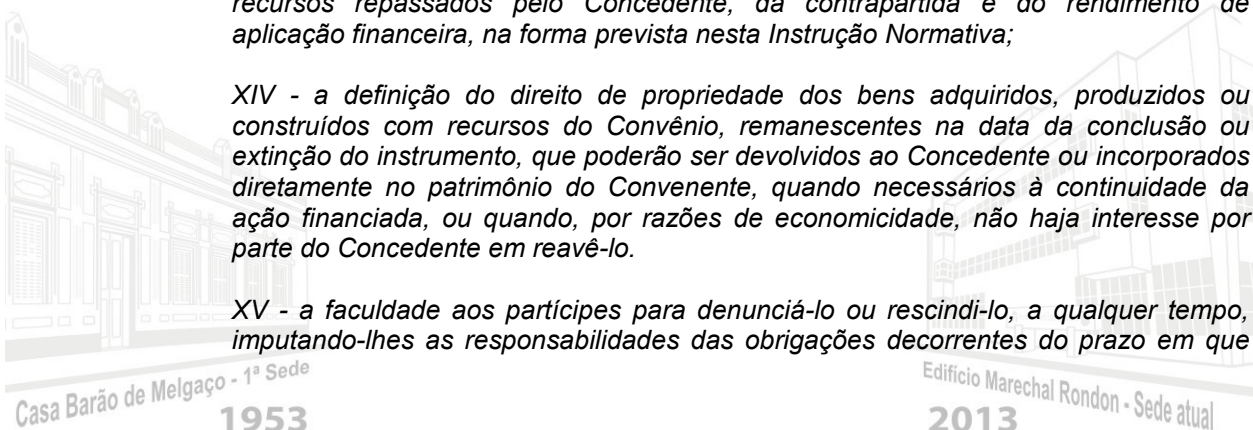 recursos repassados pelo Concedente, da contrapartida e do rendimento de
aplicação financeira, na forma prevista nesta Instrução Normativa;
XIV - a definição do direito de propriedade dos bens adquiridos, produzidos ou
construídos com recursos do Convênio, remanescentes na data da conclusão ou
extinção do instrumento, que poderão ser devolvidos ao Concedente ou incorporados
diretamente no patrimônio do Convenente, quando necessários à continuidade da
ação financiada, ou quando, por razões de economicidade, não haja interesse por
parte do Concedente em reavê-lo.
XV - a faculdade aos partícipes para denunciá-lo ou rescindi-lo, a qualquer tempo,
imputando-lhes as responsabilidades das obrigações decorrentes do prazo em que
Casa Barão de Melgaço - 1ª Sede
1953
Edifício Marechal Rondon - Sede atual
2013